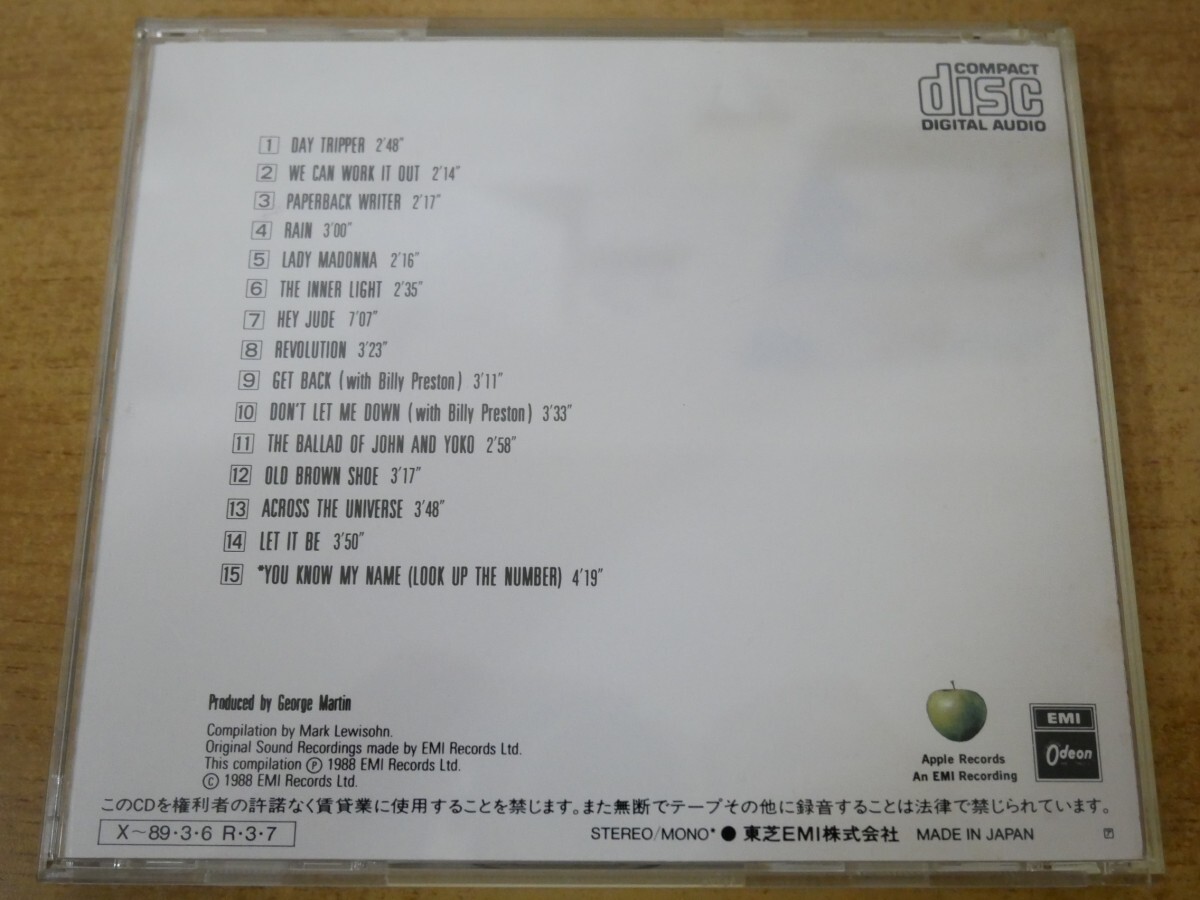 COMPACT
disc
DIGITAL AUDIO
1 DAY TRIPPER 2'48"
2 WE CAN WORK IT OUT 2'14"
3 PAPERBACK WRITER 2'17"
4 RAIN 3'00"
5 LADY MADONNA 2'16"
6 THE INNER LIGHT 2'35"
7 HEY JUDE 7'07"
8 REVOLUTION 3'23"
9 GET BACK (with Billy Preston) 3'11"
10 DON'T LET ME DOWN (with Billy Preston) 3'33"
11 THE BALLAD OF JOHN AND YOKO 2'58"
12 OLD BROWN SHOE 3'17"
13 ACROSS THE UNIVERSE 3'48"
14 LET IT BE 3'50"
15 *YOU KNOW MY NAME (LOOK UP THE NUMBER) 4'19"
Produced by George Martin
Compilation by Mark Lewisohn.
Original Sound Recordings made by EMI Records Ltd.
This compilation Ⓟ 1988 EMI Records Ltd.
© 1988 EMI Records Ltd.
Apple Records
An EMI Recording
EMI
Odeon
このCDを権利者の許諾なく賃貸業に使用することを禁じます。また無断でテープその他に録音することは法律で禁じられています。
X～89・3・6 R・3・7
STEREO/MONO* ● 東芝EMI株式会社 MADE IN JAPAN